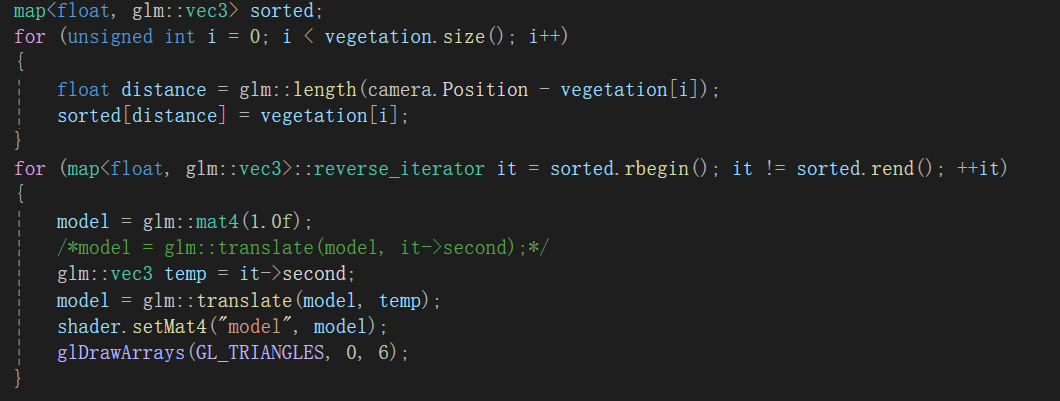 map<float, glm::vec3> sorted;
for (unsigned int i = 0; i < vegetation.size(); i++)
{
    float distance = glm::length(camera.Position - vegetation[i]);
    sorted[distance] = vegetation[i];
}
for (map<float, glm::vec3>::reverse_iterator it = sorted.rbegin(); it != sorted.rend(); ++it)
{
    model = glm::mat4(1.0f);
    /*model = glm::translate(model, it->second);*/
    glm::vec3 temp = it->second;
    model = glm::translate(model, temp);
    shader.setMat4("model", model);
    glDrawArrays(GL_TRIANGLES, 0, 6);
}